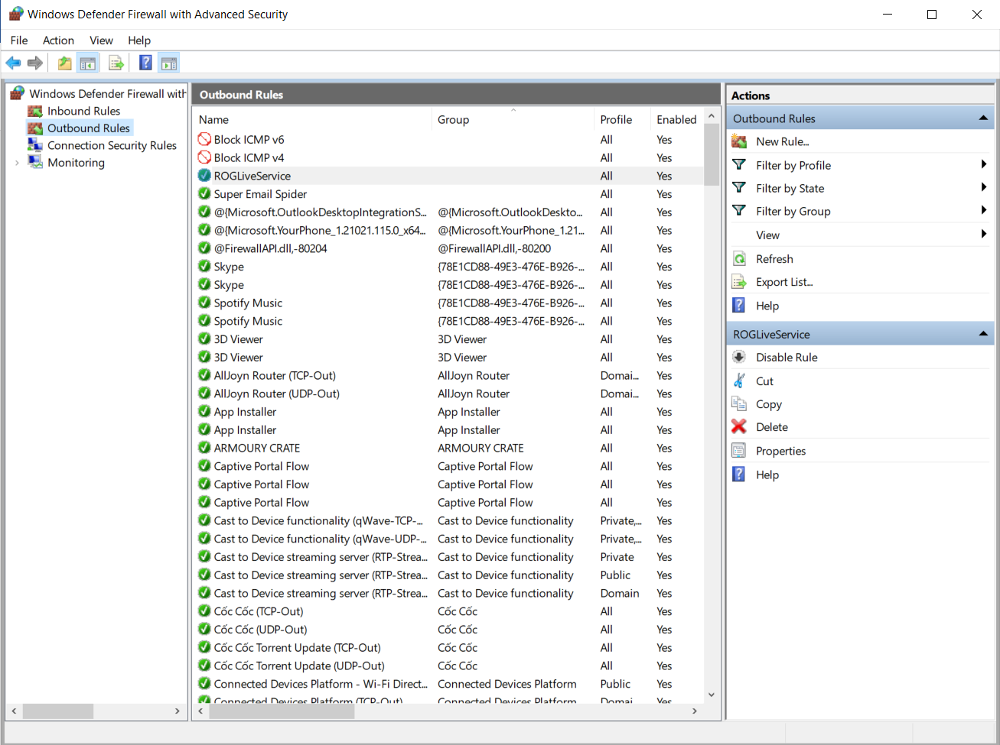 Windows Defender Firewall with Advanced Security
File Action View Help
Windows Defender Firewall with
Inbound Rules
Outbound Rules
Connection Security Rules
Monitoring
Outbound Rules
Name Group Profile Enabled
Block ICMP v6 All Yes
Block ICMP v4 All Yes
ROGLiveService All Yes
Super Email Spider All Yes
@{Microsoft.OutlookDesktopIntegrationS... @{Microsoft.OutlookDeskto... All Yes
@{Microsoft.YourPhone_1.21021.115.0_x64... @{Microsoft.YourPhone_1.21... All Yes
@FirewallAPI.dll,-80204 @FirewallAPI.dll,-80200 All Yes
Skype {78E1CD88-49E3-476E-B926-... All Yes
Skype {78E1CD88-49E3-476E-B926-... All Yes
Spotify Music {78E1CD88-49E3-476E-B926-... All Yes
Spotify Music {78E1CD88-49E3-476E-B926-... All Yes
3D Viewer 3D Viewer All Yes
3D Viewer 3D Viewer All Yes
AllJoyn Router (TCP-Out) AllJoyn Router Domai... Yes
AllJoyn Router (UDP-Out) AllJoyn Router Domai... Yes
App Installer App Installer All Yes
App Installer App Installer All Yes
ARMOURY CRATE ARMOURY CRATE All Yes
Captive Portal Flow Captive Portal Flow All Yes
Captive Portal Flow Captive Portal Flow All Yes
Captive Portal Flow Captive Portal Flow All Yes
Cast to Device functionality (qWave-TCP-... Cast to Device functionality Private,... Yes
Cast to Device functionality (qWave-UDP-... Cast to Device functionality Private,... Yes
Cast to Device streaming server (RTP-Strea... Cast to Device functionality Private Yes
Cast to Device streaming server (RTP-Strea... Cast to Device functionality Public Yes
Cast to Device streaming server (RTP-Strea... Cast to Device functionality Domain Yes
Cốc Cốc (TCP-Out) Cốc Cốc All Yes
Cốc Cốc (UDP-Out) Cốc Cốc All Yes
Cốc Cốc Torrent Update (TCP-Out) Cốc Cốc All Yes
Cốc Cốc Torrent Update (UDP-Out) Cốc Cốc All Yes
Connected Devices Platform - Wi-Fi Direct... Connected Devices Platform Public Yes
Connected Devices Platform (TCP-Out) Connected Devices Platform Domai Yes
Actions
Outbound Rules
New Rule...
Filter by Profile
Filter by State
Filter by Group
View
Refresh
Export List...
Help
ROGLiveService
Disable Rule
Cut
Copy
Delete
Properties
Help